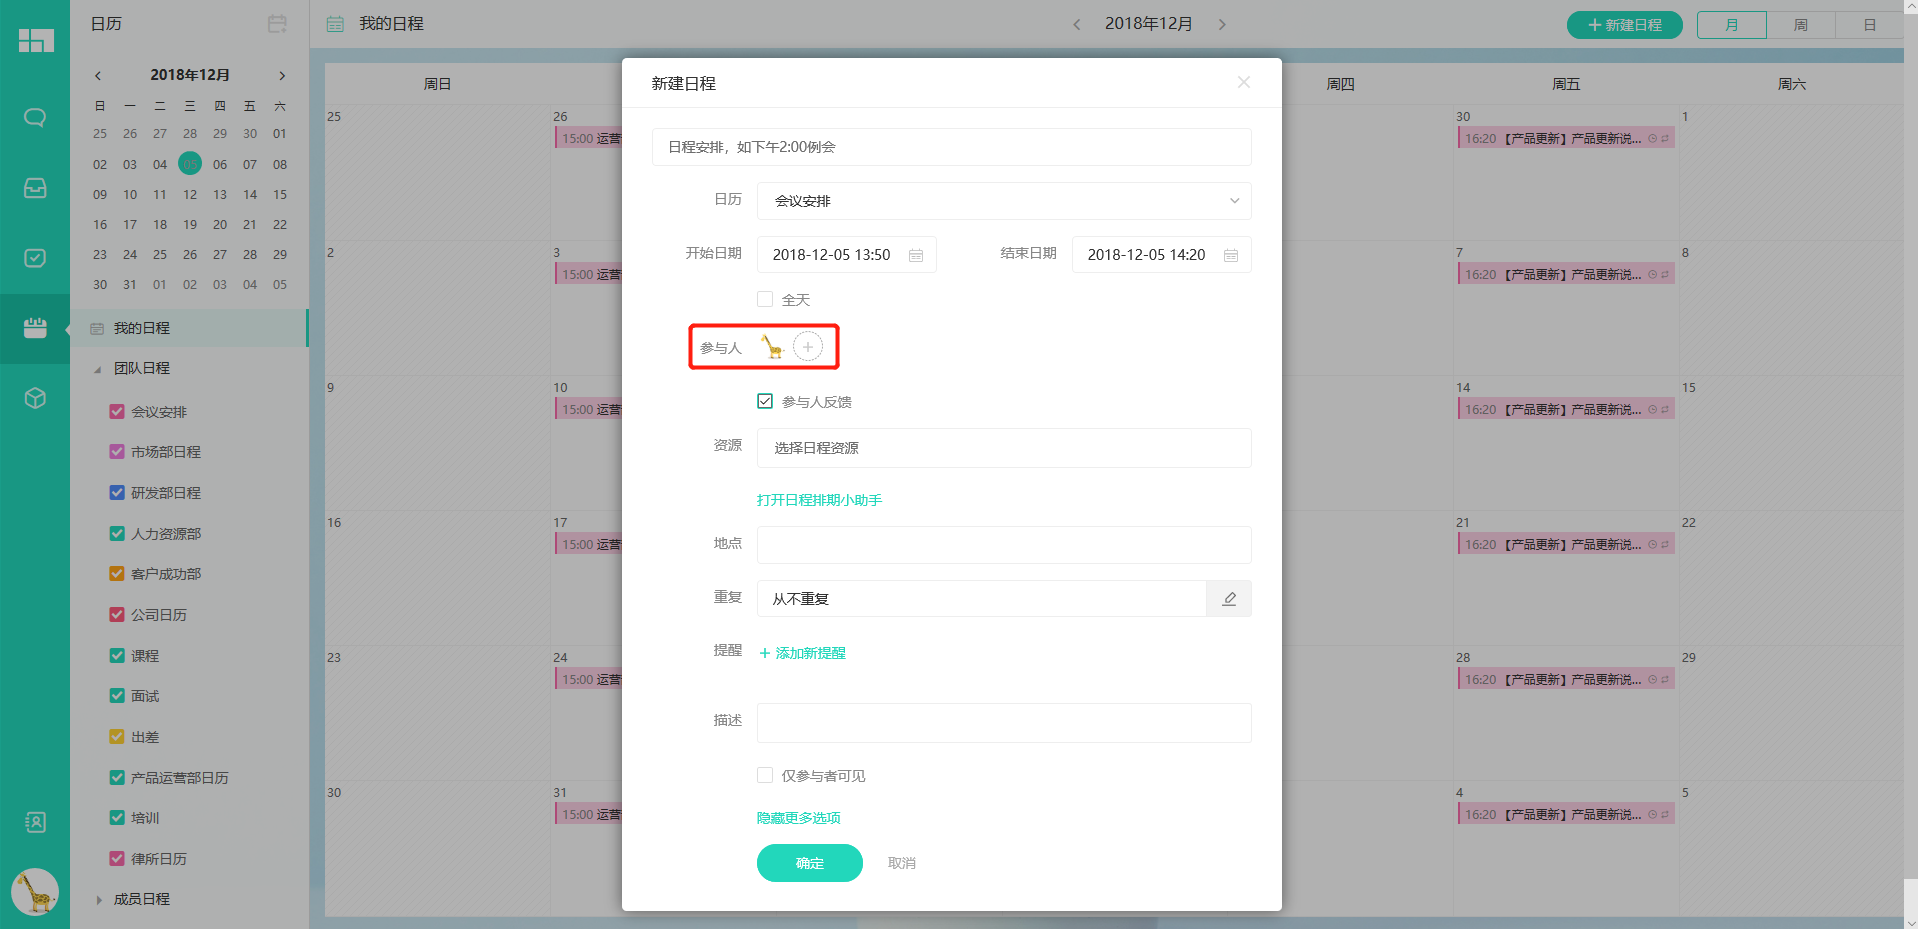 日历
我的日程
2018年12月
新建日程
月
周
日
2018年12月
日 一 二 三 四 五 六
25 26 27 28 29 30 01
02 03 04 05 06 07 08
09 10 11 12 13 14 15
16 17 18 19 20 21 22
23 24 25 26 27 28 29
30 31 01 02 03 04 05
我的日程
团队日程
会议安排
市场部日程
研发部日程
人力资源部
客户成功部
公司日历
课程
面试
出差
产品运营部日历
培训
律所日历
成员日程
周日
周四
周五
周六
25
26
15:00 运营
30
16:20 【产品更新】产品更新说...
1
2
3
15:00 运营
7
16:20 【产品更新】产品更新说...
8
9
10
15:00 运营
14
16:20 【产品更新】产品更新说...
15
16
17
15:00 运营
21
16:20 【产品更新】产品更新说...
22
23
24
15:00 运营
28
16:20 【产品更新】产品更新说...
29
30
31
15:00 运营
4
16:20 【产品更新】产品更新说...
5
新建日程
日程安排，如下午2:00例会
日历
会议安排
开始日期
2018-12-05 13:50
结束日期
2018-12-05 14:20
全天
参与人
参与人反馈
资源
选择日程资源
打开日程排期小助手
地点
重复
从不重复
提醒
添加新提醒
描述
仅参与者可见
隐藏更多选项
确定
取消